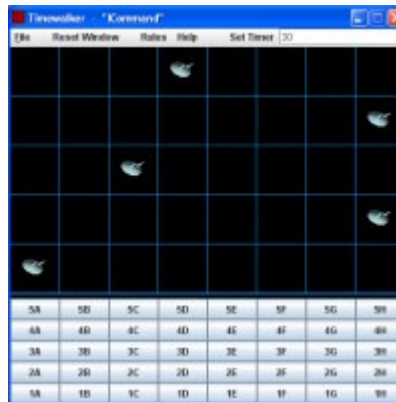 Timewalker - "Kommand"
File Reset Window Rules Help Set Timer 30
5A 5B 5C 5D 5E 5F 5G 5H
4A 4B 4C 4D 4E 4F 4G 4H
3A 3B 3C 3D 3E 3F 3G 3H
2A 2B 2C 2D 2E 2F 2G 2H
1A 1B 1C 1D 1E 1F 1G 1H